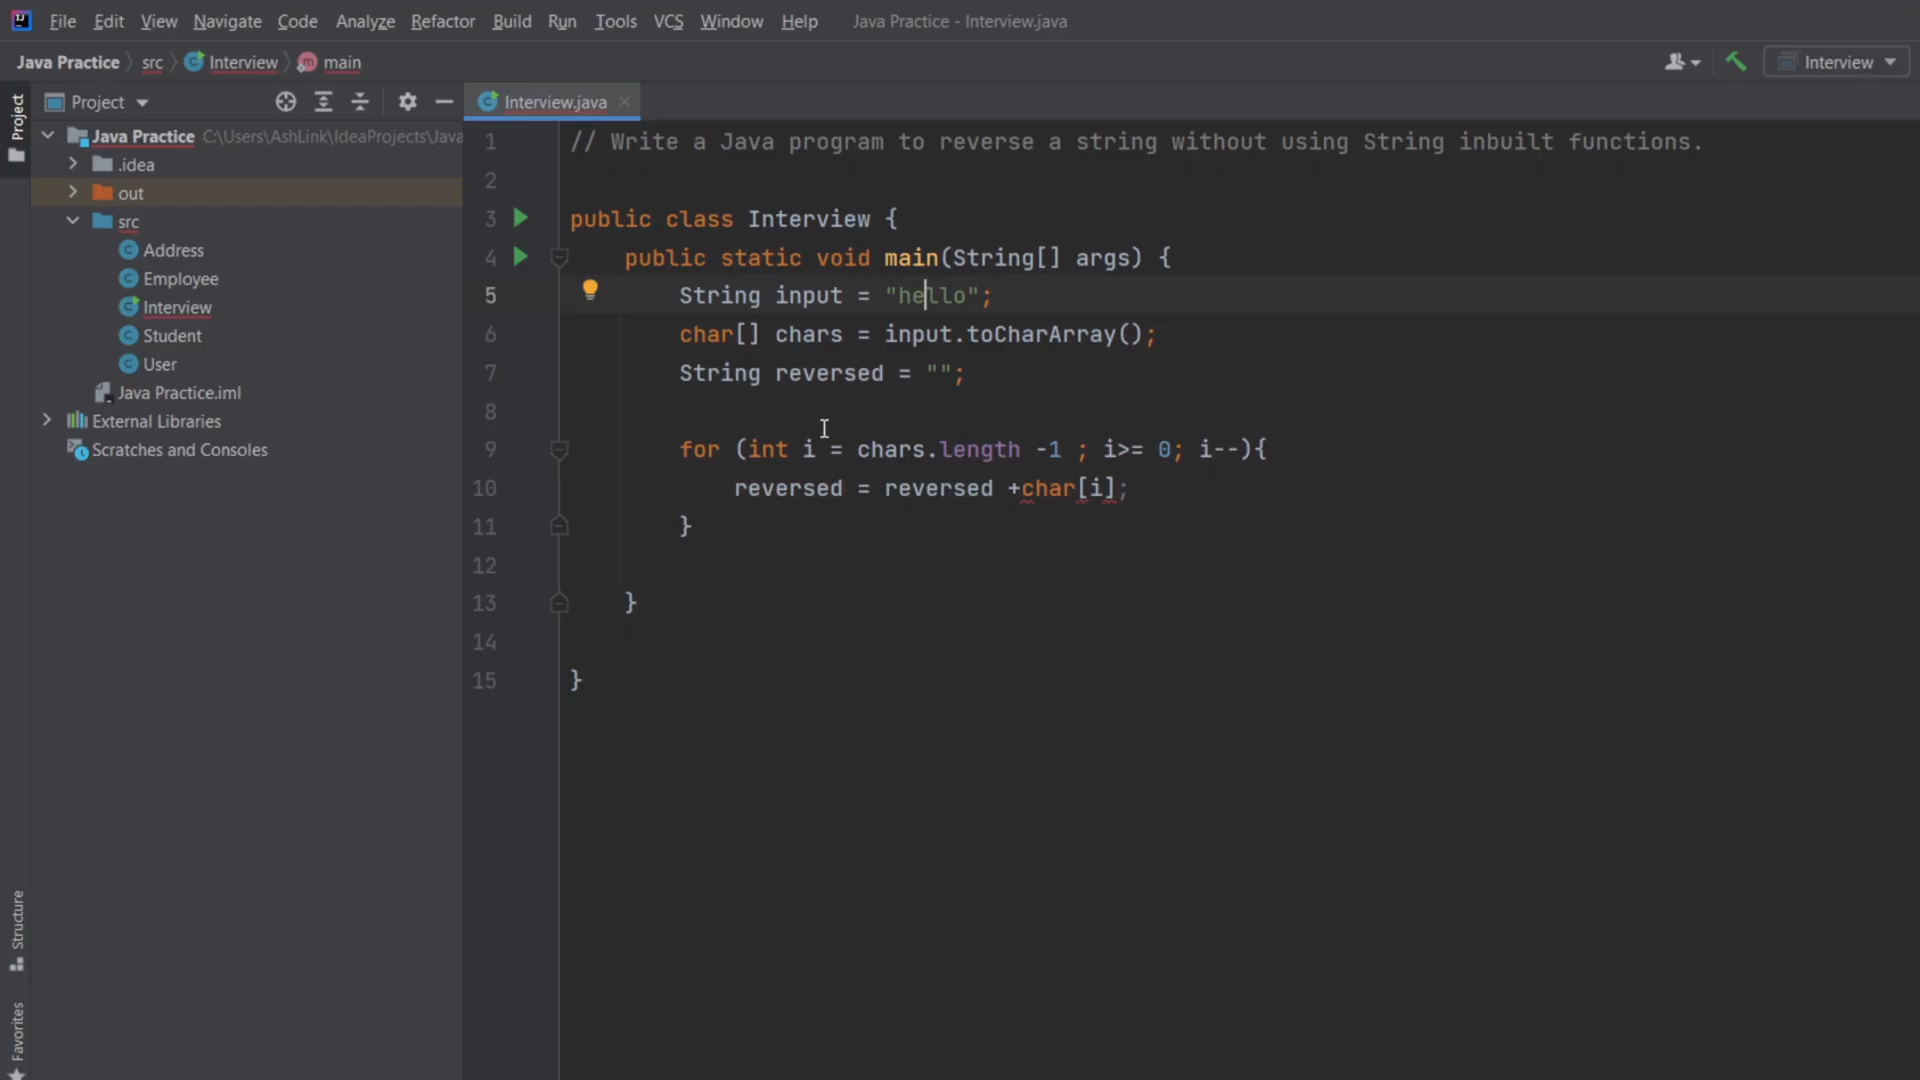 File Edit View Navigate Code Analyze Refactor Build Run Tools VCS Window Help Java Practice - Interview.java
Java Practice src Interview m main Interview
Project Interview.java
Project
Java Practice C:\Users\AshLink\IdeaProjects\Java
.idea
out
src
C Address
C Employee
C Interview
C Student
C User
Java Practice.iml
External Libraries
Scratches and Consoles
1 // Write a Java program to reverse a string without using String inbuilt functions.
2
3 public class Interview {
4     public static void main(String[] args) {
5         String input = "hello";
6         char[] chars = input.toCharArray();
7         String reversed = "";
8
9         for (int i = chars.length -1 ; i>= 0; i--){
10             reversed = reversed +char[i];
11         }
12
13     }
14
15 }
Structure
Favorites